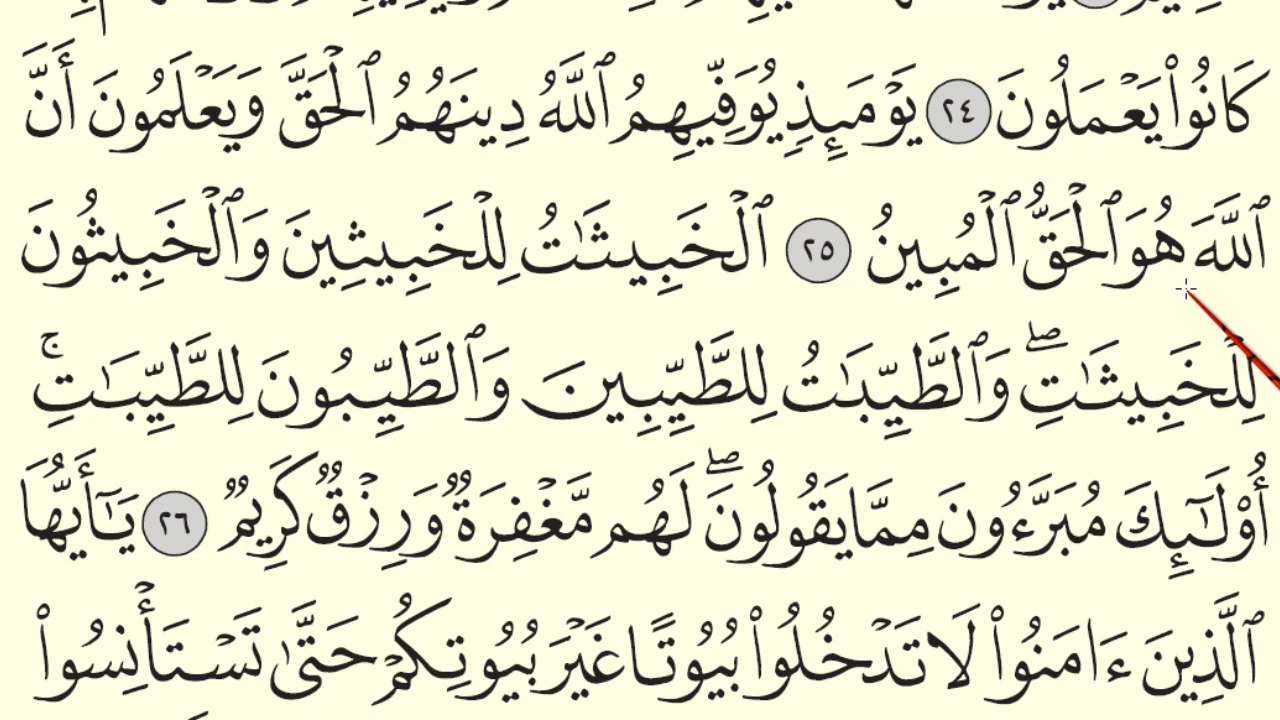 كَانُوا۟ يَعْمَلُونَ ٢٤ يَوْمَئِذٍ يُوَفِّيهِمُ ٱللَّهُ دِينَهُمُ ٱلْحَقَّ وَيَعْلَمُونَ أَنَّ
ٱللَّهَ هُوَ ٱلْحَقُّ ٱلْمُبِينُ ٢٥ ٱلْخَبِيثَـٰتُ لِلْخَبِيثِينَ وَٱلْخَبِيثُونَ
لِلْخَبِيثَـٰتِ ۖ وَٱلطَّيِّبَـٰتُ لِلطَّيِّبِينَ وَٱلطَّيِّبُونَ لِلطَّيِّبَـٰتِ ۚ
أُو۟لَـٰٓئِكَ مُبَرَّءُونَ مِمَّا يَقُولُونَ ۖ لَهُم مَّغْفِرَةٌ وَرِزْقٌ كَرِيمٌ ٢٦ يَـٰٓأَيُّهَا
ٱلَّذِينَ ءَامَنُوا۟ لَا تَدْخُلُوا۟ بُيُوتًا غَيْرَ بُيُوتِكُمْ حَتَّىٰ تَسْتَأْنِسُوا۟